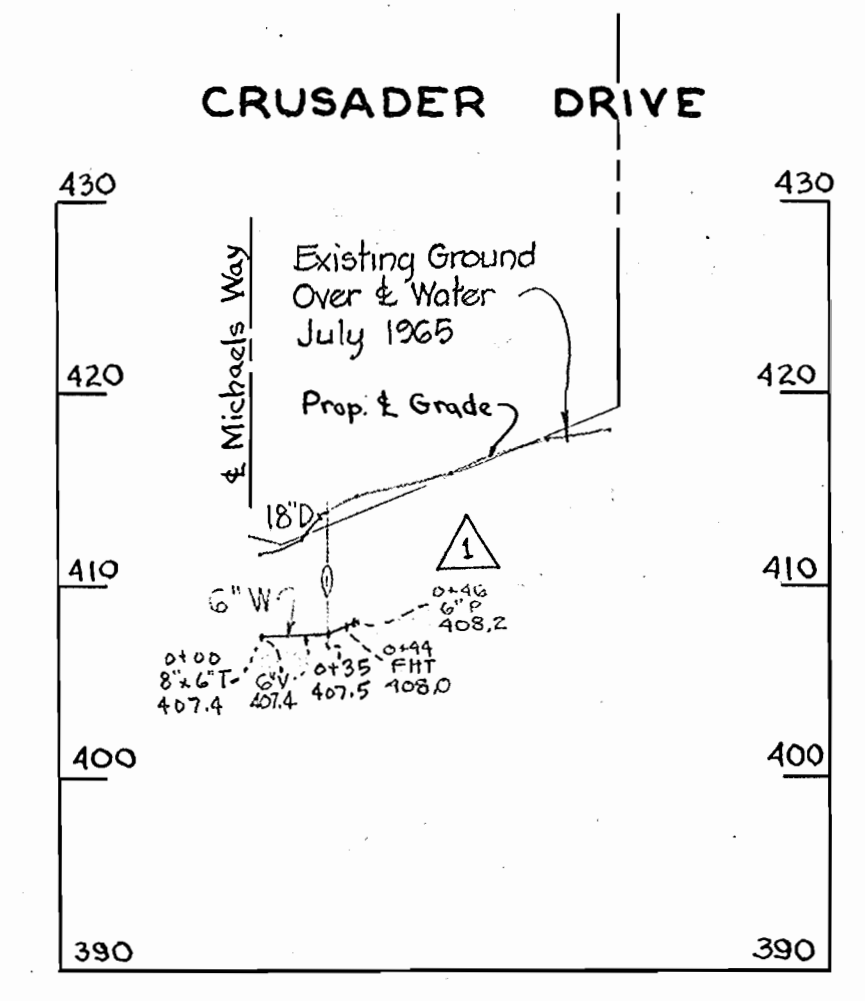 CRUSADER DRIVE
430
430
℄ Michaels Way
Existing Ground
Over ℄ Water
July 1965
420
420
Prop. ℄ Grade
18"D
1
410
410
6" W
0+46
6" P
408.2
0+00
8"x6"T
407.4
6"V
407.4
0+35
407.5
0+44
FHT
408.0
400
400
390
390